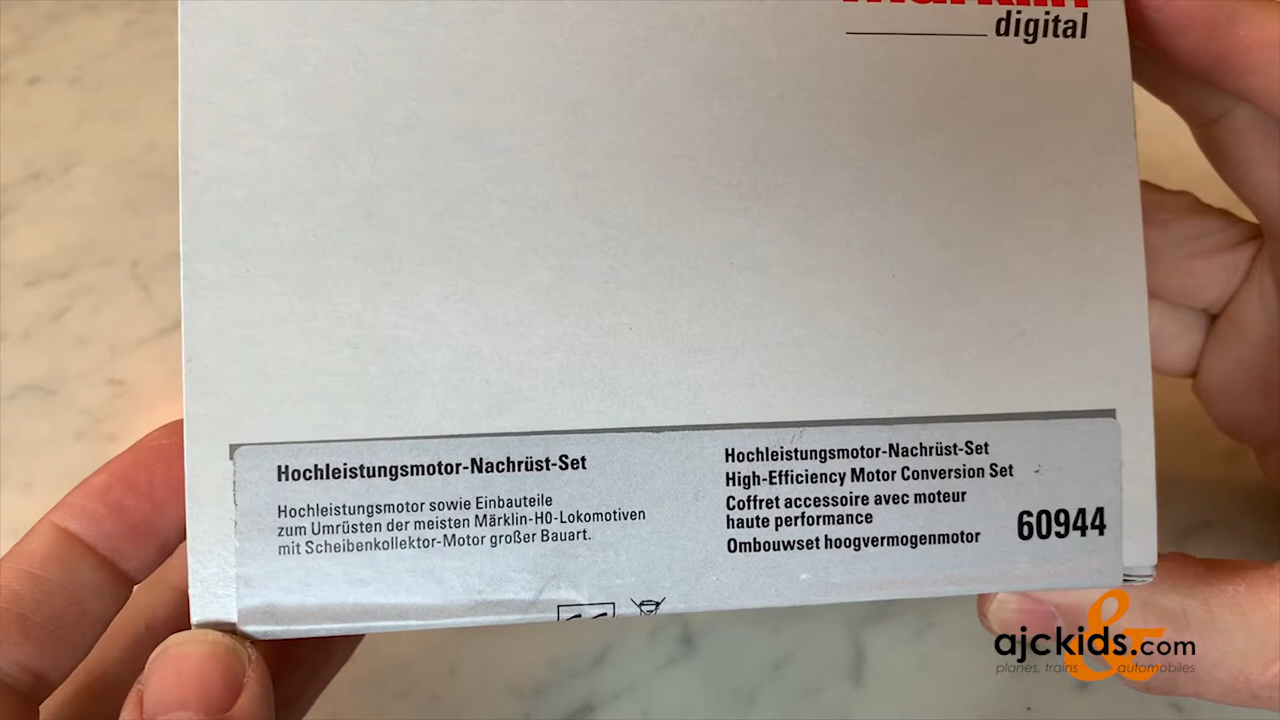 märklin
digital
Hochleistungsmotor-Nachrüst-Set
Hochleistungsmotor sowie Einbauteile
zum Umrüsten der meisten Märklin-H0-Lokomotiven
mit Scheibenkollektor-Motor großer Bauart.
Hochleistungsmotor-Nachrüst-Set
High-Efficiency Motor Conversion Set
Coffret accessoire avec moteur
haute performance
Ombouwset hoogvermogenmotor
60944
CE
ajckids.com
planes, trains & automobiles